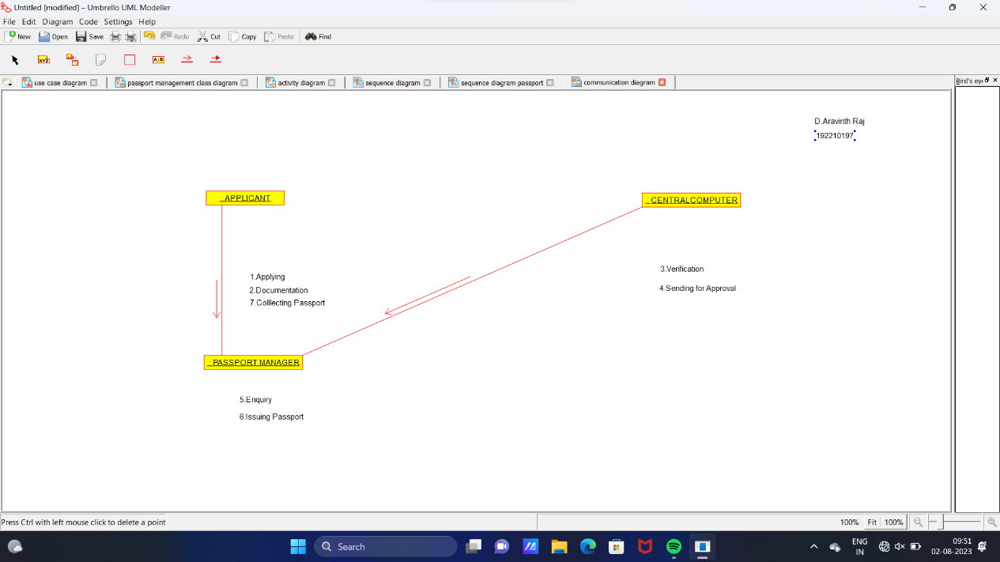 Untitled [modified] – Umbrello UML Modeller
File Edit Diagram Code Settings Help
New Open Save Redo Cut Copy Paste Find
XYZ A:B
use case diagram passport management class diagram activity diagram sequence diagram sequence diagram passport communication diagram Bird's eye
D.Aravinth Raj
192210197
: APPLICANT
: CENTRALCOMPUTER
1.Applying
2.Documentation
7.Colllecting Passport
3.Verification
4.Sending for Approval
: PASSPORT MANAGER
5.Enquiry
6.Issuing Passport
Press Ctrl with left mouse click to delete a point
100% Fit 100%
Search
ENG
IN
09:51
02-08-2023